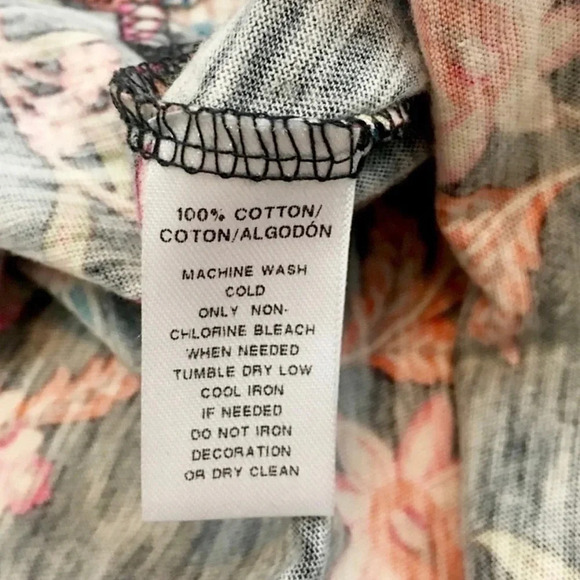 100% COTTON/
COTON/ALGODÓN
MACHINE WASH
COLD
ONLY NON-
CHLORINE BLEACH
WHEN NEEDED
TUMBLE DRY LOW
COOL IRON
IF NEEDED
DO NOT IRON
DECORATION
OR DRY CLEAN